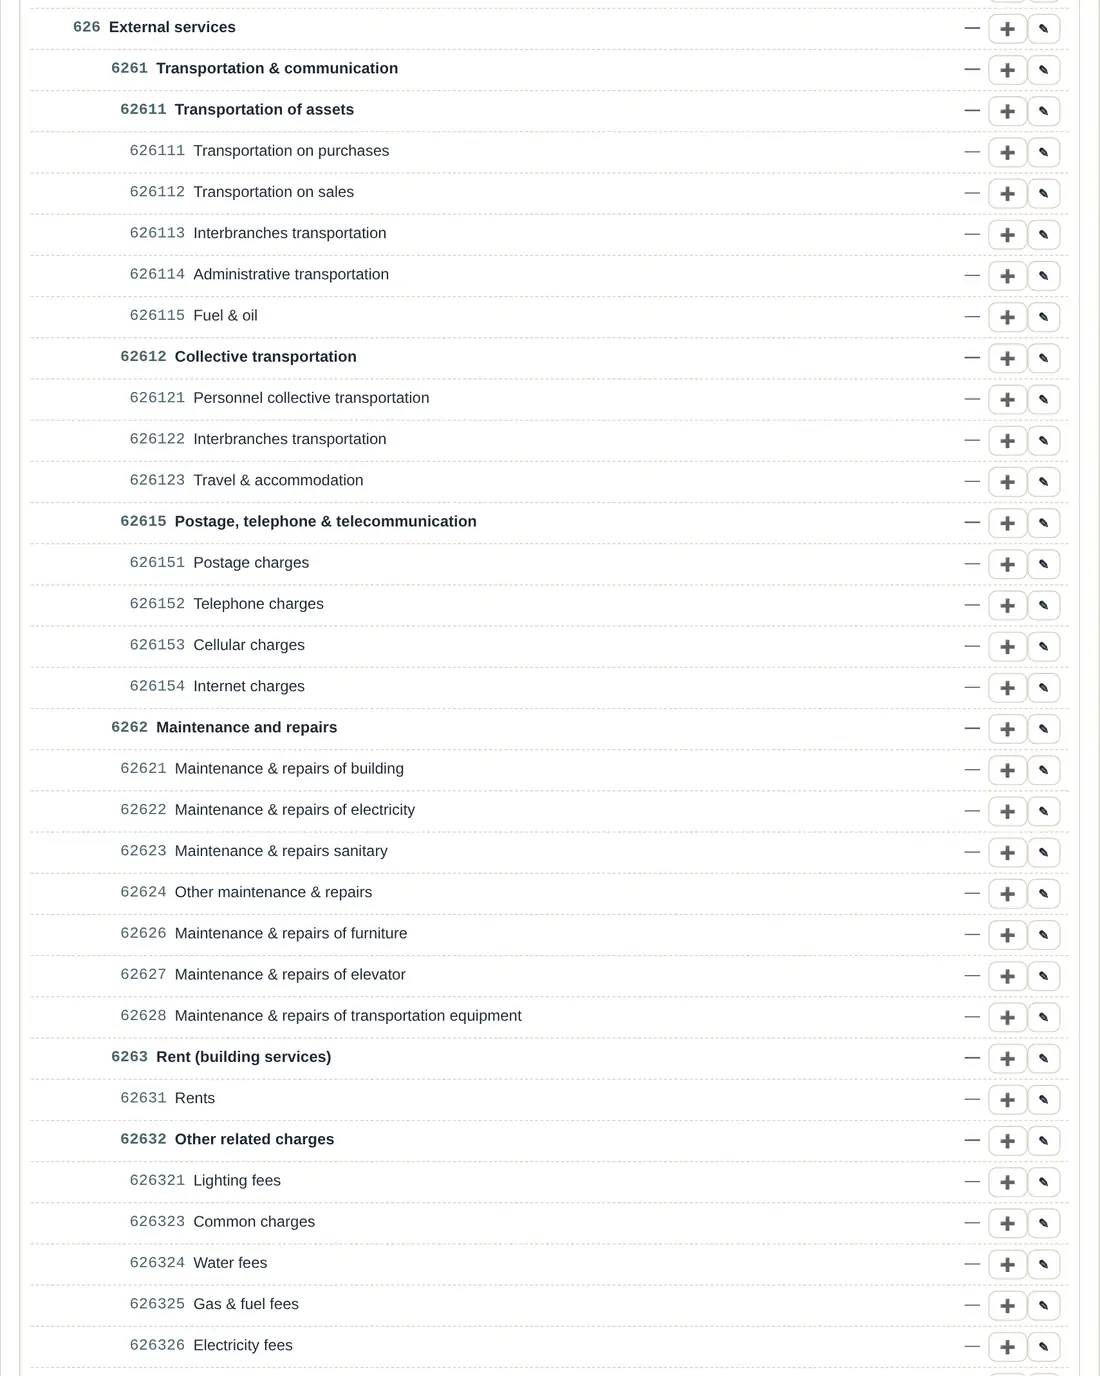 626 External services —
6261 Transportation & communication —
62611 Transportation of assets —
626111 Transportation on purchases —
626112 Transportation on sales —
626113 Interbranches transportation —
626114 Administrative transportation —
626115 Fuel & oil —
62612 Collective transportation —
626121 Personnel collective transportation —
626122 Interbranches transportation —
626123 Travel & accommodation —
62615 Postage, telephone & telecommunication —
626151 Postage charges —
626152 Telephone charges —
626153 Cellular charges —
626154 Internet charges —
6262 Maintenance and repairs —
62621 Maintenance & repairs of building —
62622 Maintenance & repairs of electricity —
62623 Maintenance & repairs sanitary —
62624 Other maintenance & repairs —
62626 Maintenance & repairs of furniture —
62627 Maintenance & repairs of elevator —
62628 Maintenance & repairs of transportation equipment —
6263 Rent (building services) —
62631 Rents —
62632 Other related charges —
626321 Lighting fees —
626323 Common charges —
626324 Water fees —
626325 Gas & fuel fees —
626326 Electricity fees —